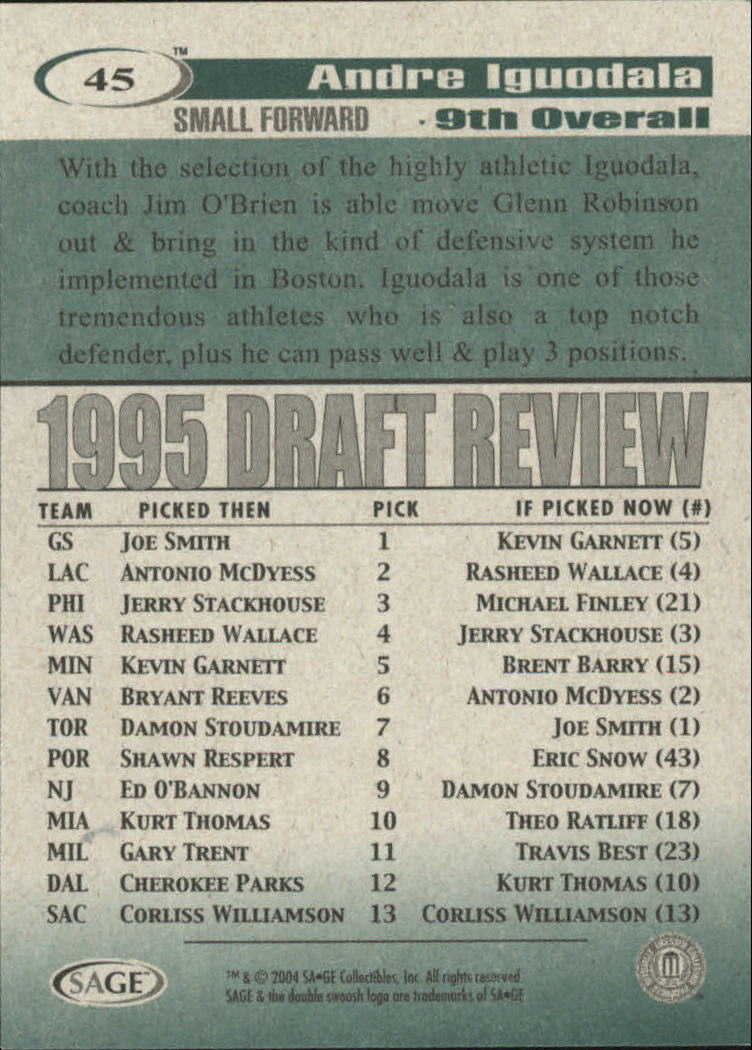 45
TM
Andre Iguodala
SMALL FORWARD · 9th Overall
With the selection of the highly athletic Iguodala,
coach Jim O'Brien is able move Glenn Robinson
out & bring in the kind of defensive system he
implemented in Boston. Iguodala is one of those
tremendous athletes who is also a top notch
defender, plus he can pass well & play 3 positions.
1995 DRAFT REVIEW
TEAM PICKED THEN PICK IF PICKED NOW (#)
GS JOE SMITH 1 KEVIN GARNETT (5)
LAC ANTONIO MCDYESS 2 RASHEED WALLACE (4)
PHI JERRY STACKHOUSE 3 MICHAEL FINLEY (21)
WAS RASHEED WALLACE 4 JERRY STACKHOUSE (3)
MIN KEVIN GARNETT 5 BRENT BARRY (15)
VAN BRYANT REEVES 6 ANTONIO MCDYESS (2)
TOR DAMON STOUDAMIRE 7 JOE SMITH (1)
POR SHAWN RESPERT 8 ERIC SNOW (43)
NJ ED O'BANNON 9 DAMON STOUDAMIRE (7)
MIA KURT THOMAS 10 THEO RATLIFF (18)
MIL GARY TRENT 11 TRAVIS BEST (23)
DAL CHEROKEE PARKS 12 KURT THOMAS (10)
SAC CORLISS WILLIAMSON 13 CORLISS WILLIAMSON (13)
SAGE™
™ & © 2004 SA•GE Collectibles, Inc. All rights reserved.
SAGE & the double swoosh logo are trademarks of SA•GE